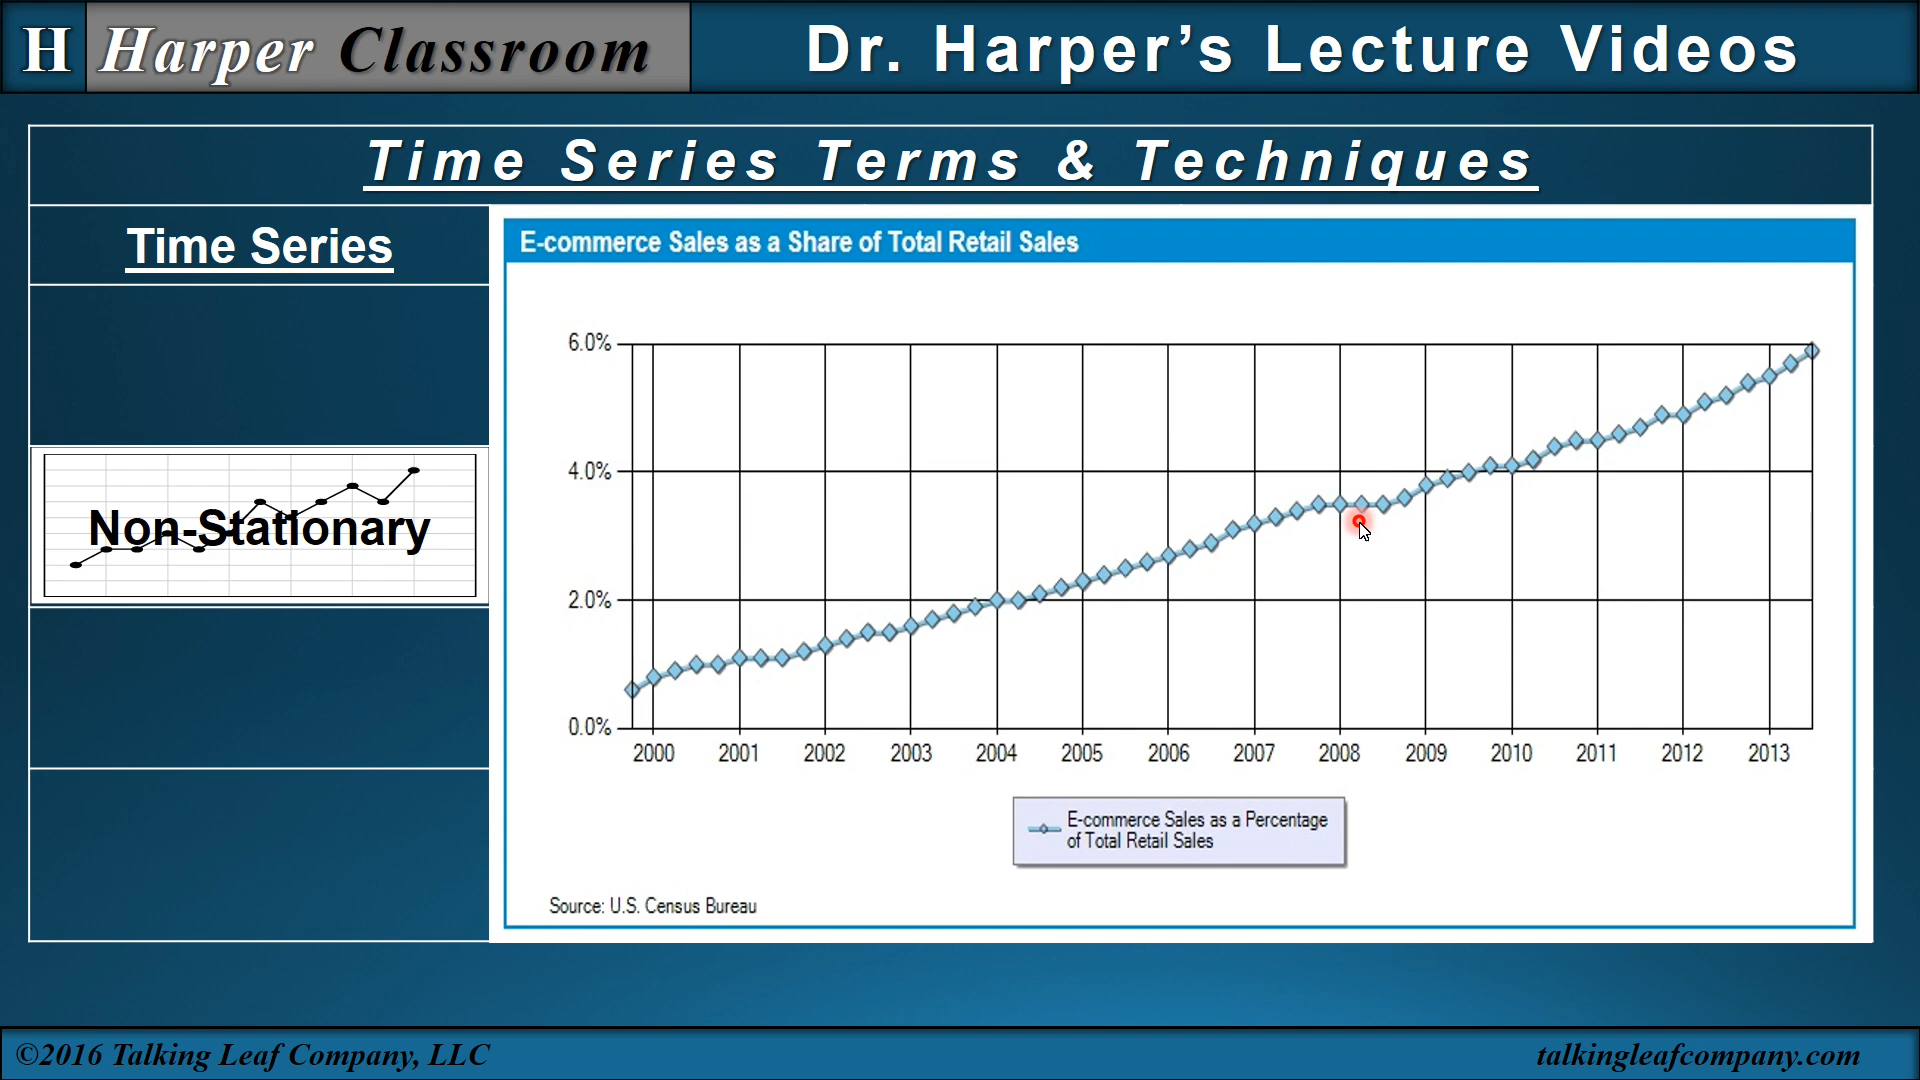 H Harper Classroom
Dr. Harper’s Lecture Videos
Time Series Terms & Techniques
Time Series
Non-Stationary
E-commerce Sales as a Share of Total Retail Sales
6.0%
4.0%
2.0%
0.0%
2000 2001 2002 2003 2004 2005 2006 2007 2008 2009 2010 2011 2012 2013
E-commerce Sales as a Percentage
of Total Retail Sales
Source: U.S. Census Bureau
©2016 Talking Leaf Company, LLC
talkingleafcompany.com